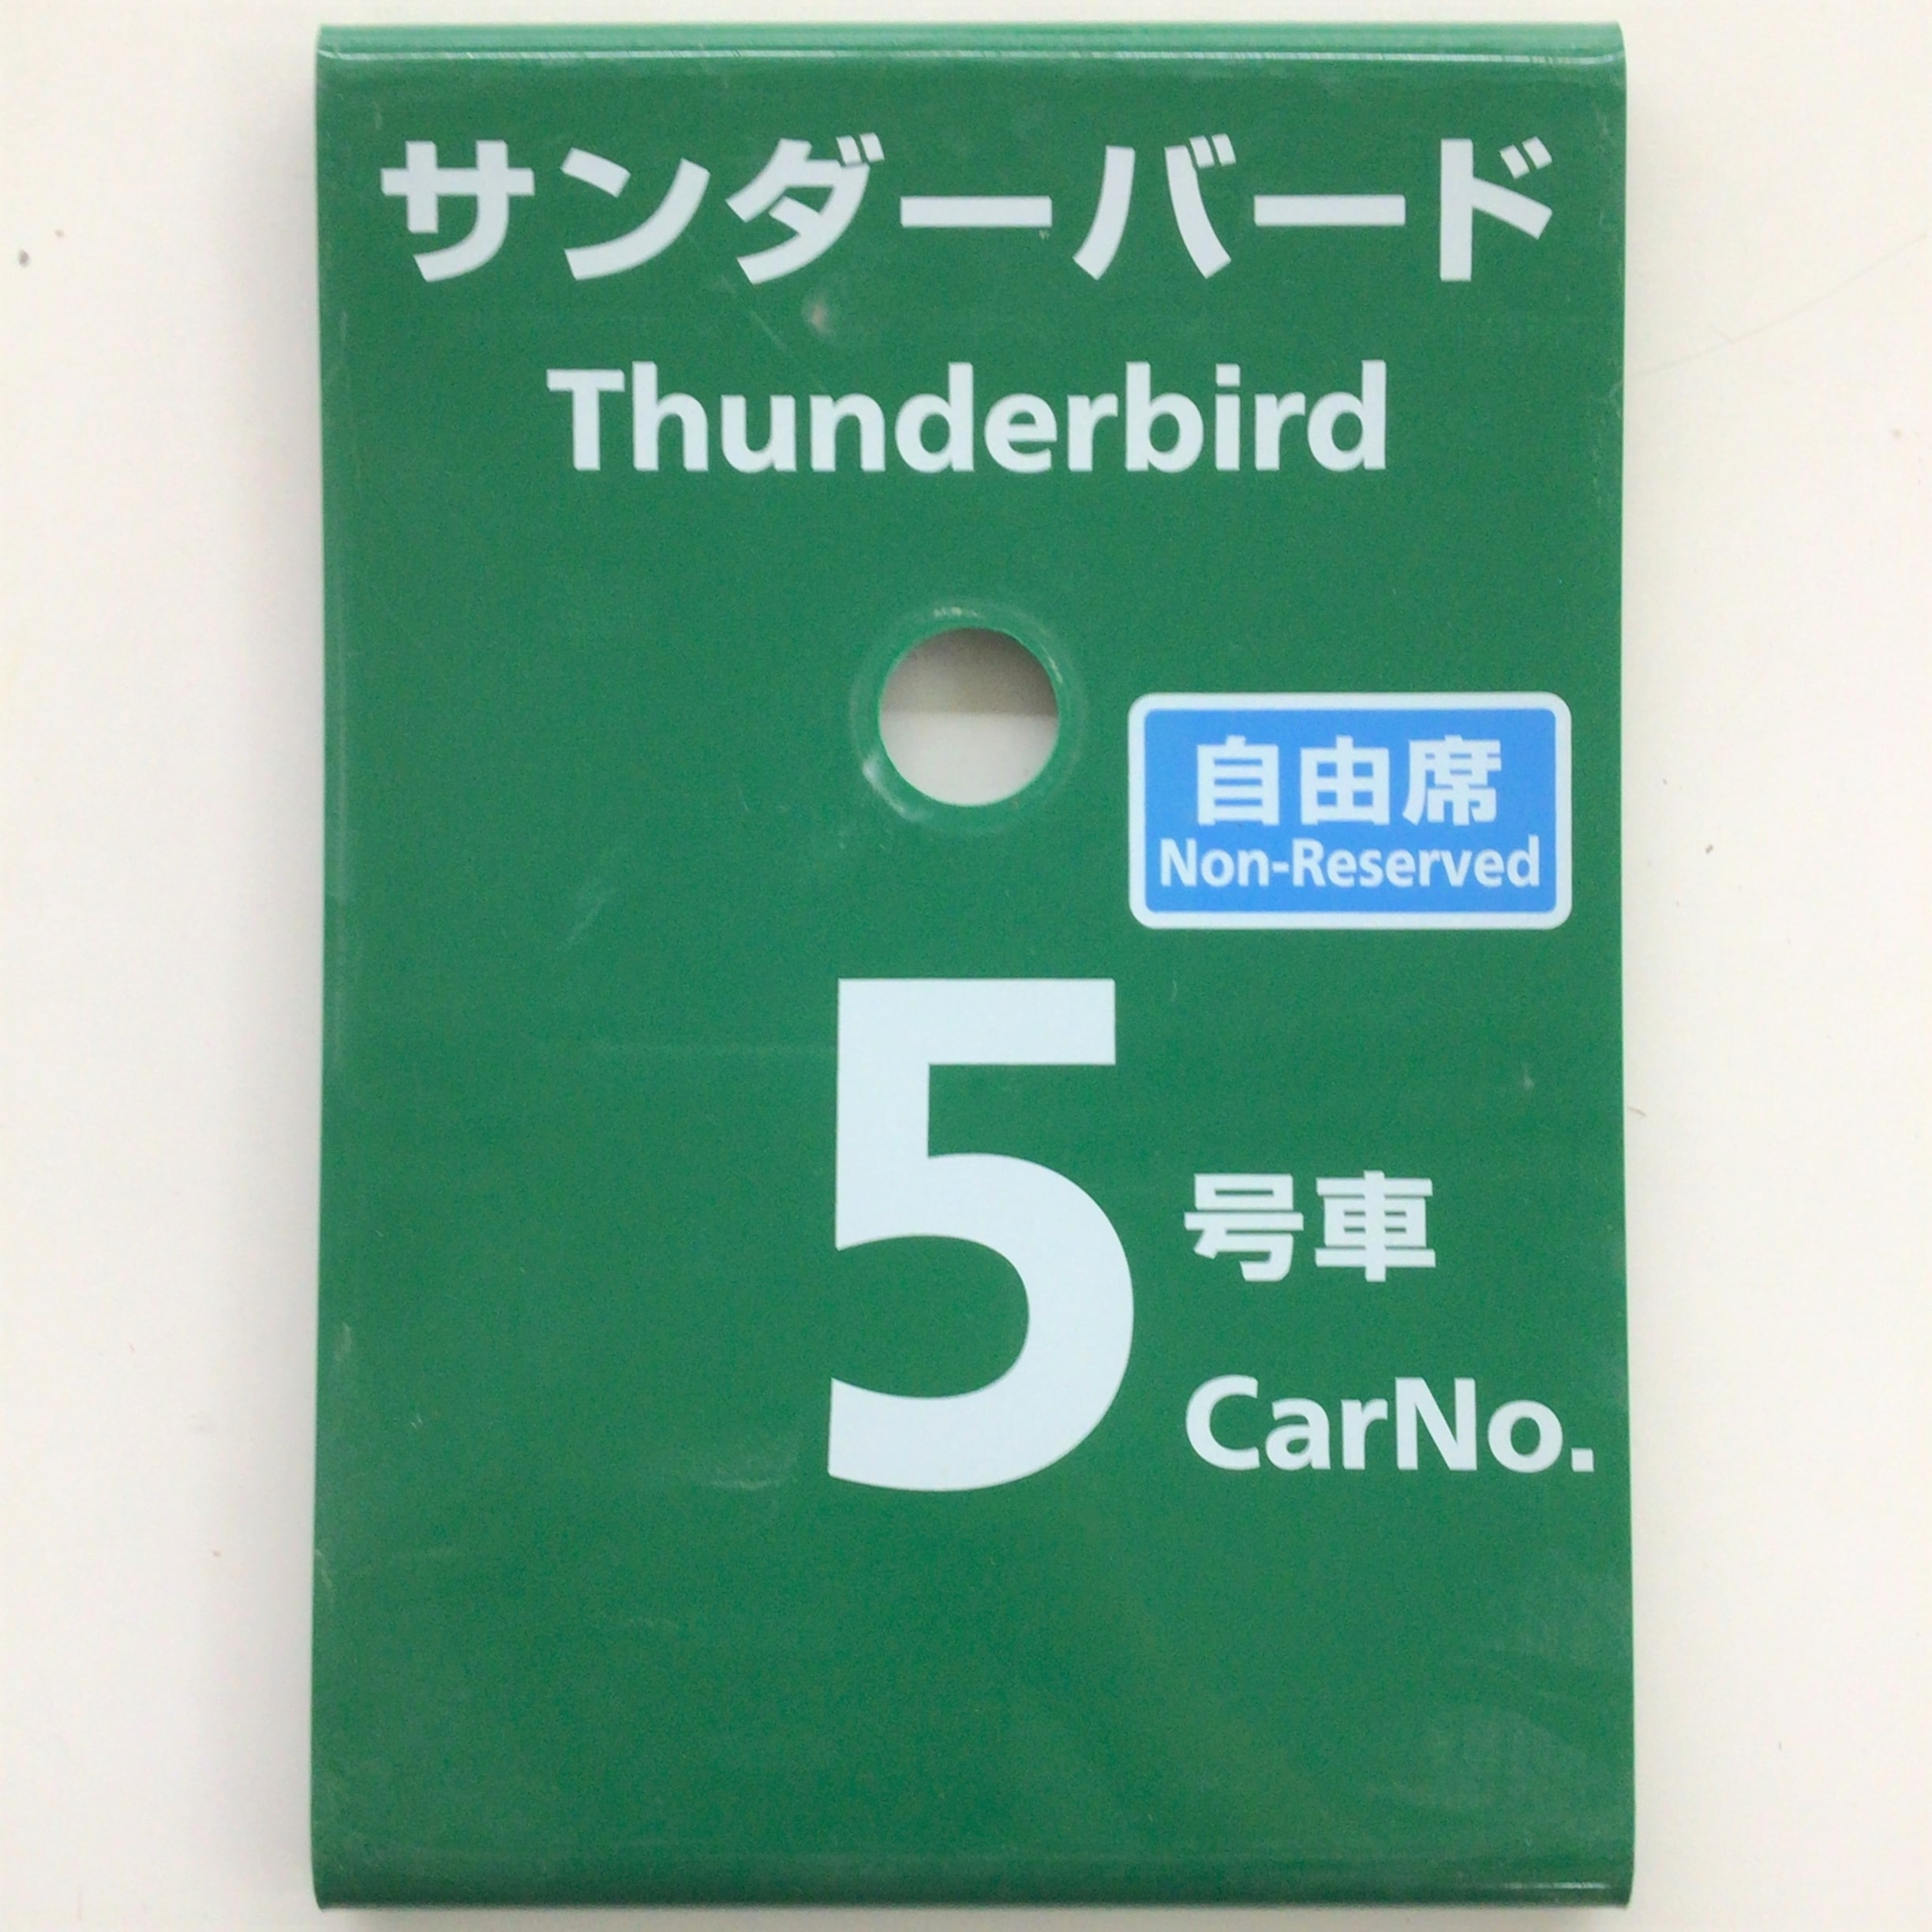 サンダーバード
Thunderbird
自由席
Non-Reserved
5号車
CarNo.